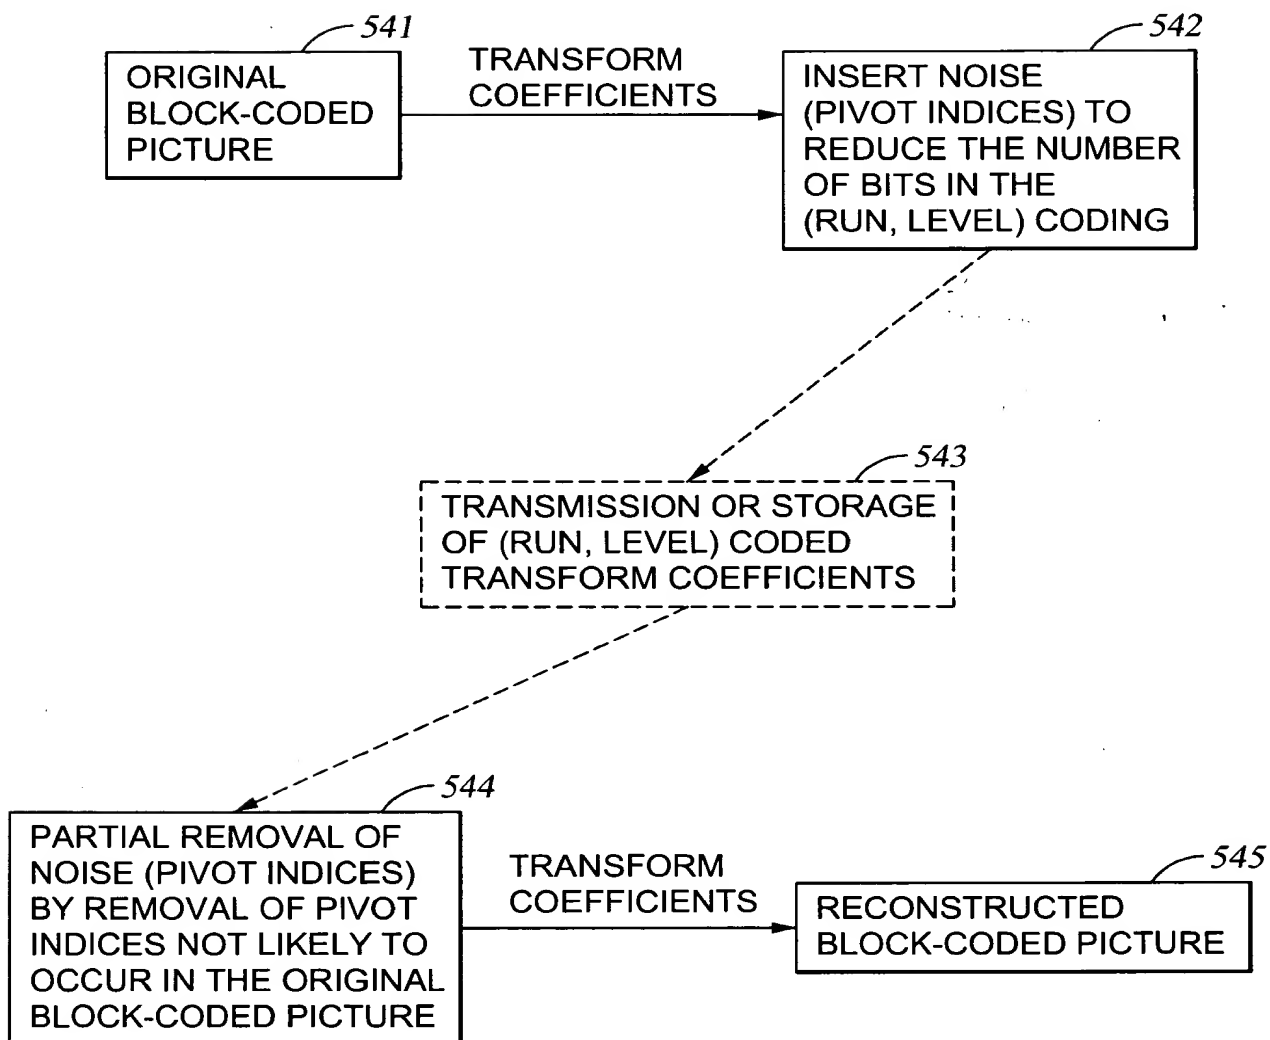 541
ORIGINAL
BLOCK-CODED
PICTURE
TRANSFORM
COEFFICIENTS
542
INSERT NOISE
(PIVOT INDICES) TO
REDUCE THE NUMBER
OF BITS IN THE
(RUN, LEVEL) CODING
543
TRANSMISSION OR STORAGE
OF (RUN, LEVEL) CODED
TRANSFORM COEFFICIENTS
544
PARTIAL REMOVAL OF
NOISE (PIVOT INDICES)
BY REMOVAL OF PIVOT
INDICES NOT LIKELY TO
OCCUR IN THE ORIGINAL
BLOCK-CODED PICTURE
TRANSFORM
COEFFICIENTS
545
RECONSTRUCTED
BLOCK-CODED PICTURE